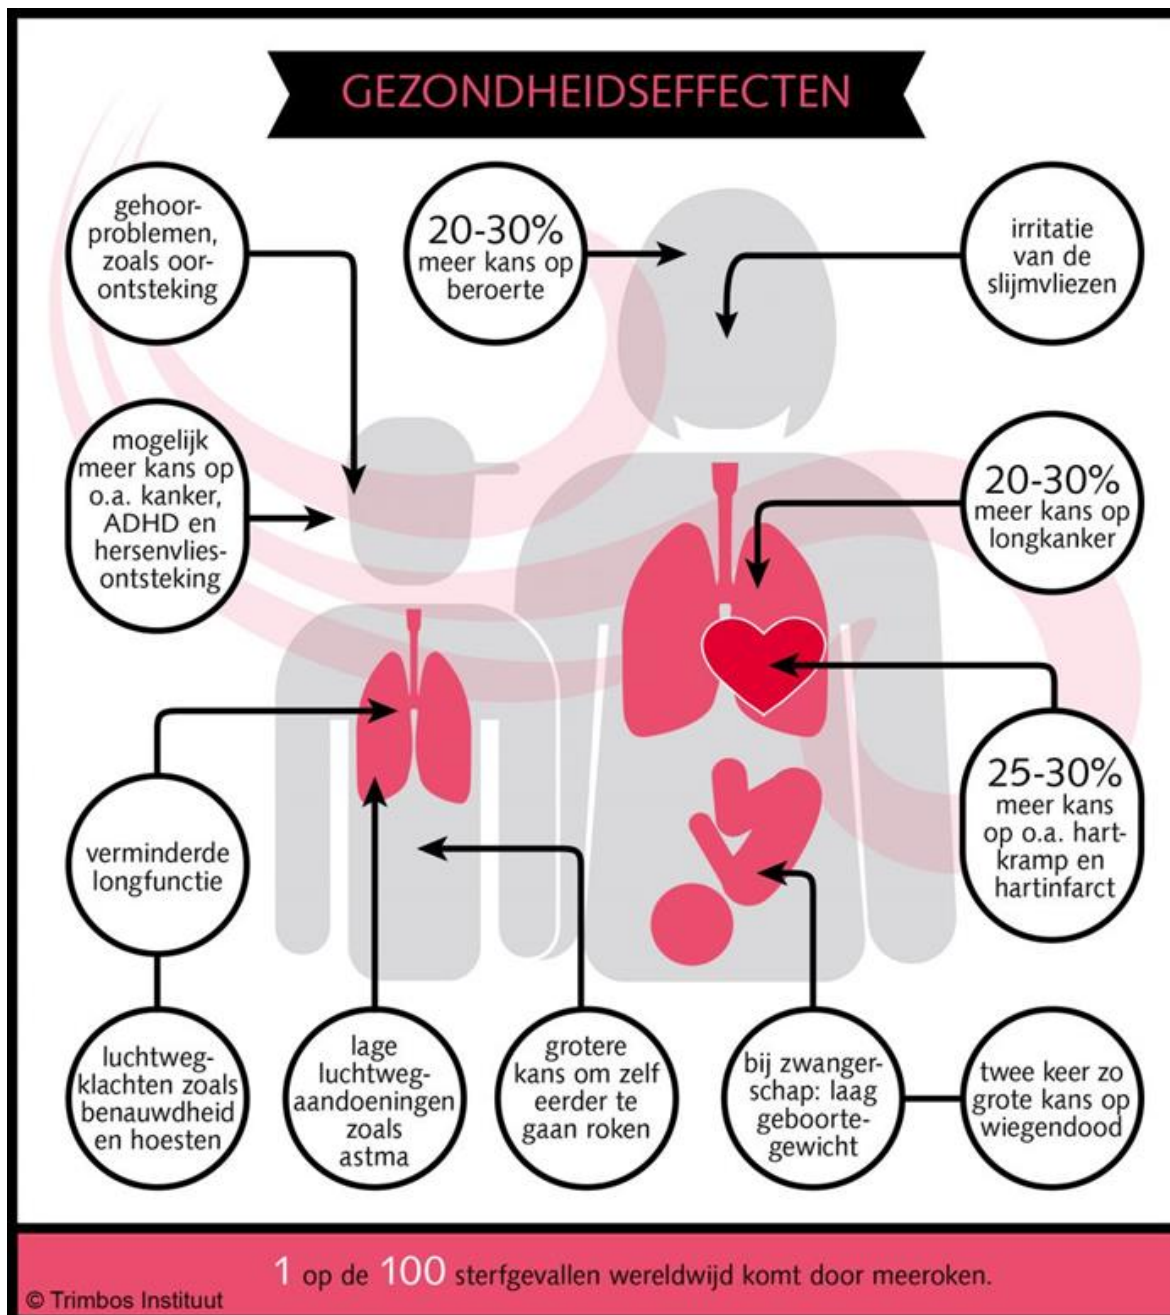 GEZONDHEIDSEFFECTEN
gehoor-
problemen,
zoals oor-
ontsteking
20-30%
meer kans op
beroerte
irritatie
van de
slijmvliezen
mogelijk
meer kans op
o.a. kanker,
ADHD en
hersenvlies-
ontsteking
20-30%
meer kans op
longkanker
verminderde
longfunctie
25-30%
meer kans
op o.a. hart-
kramp en
hartinfarct
luchtweg-
klachten zoals
benauwdheid
en hoesten
lage
luchtweg-
aandoeningen
zoals
astma
grotere
kans om zelf
eerder te
gaan roken
bij zwanger-
schap: laag
geboorte-
gewicht
twee keer zo
grote kans op
wiegendood
1 op de 100 sterfgevallen wereldwijd komt door meeroken.
© Trimbos Instituut